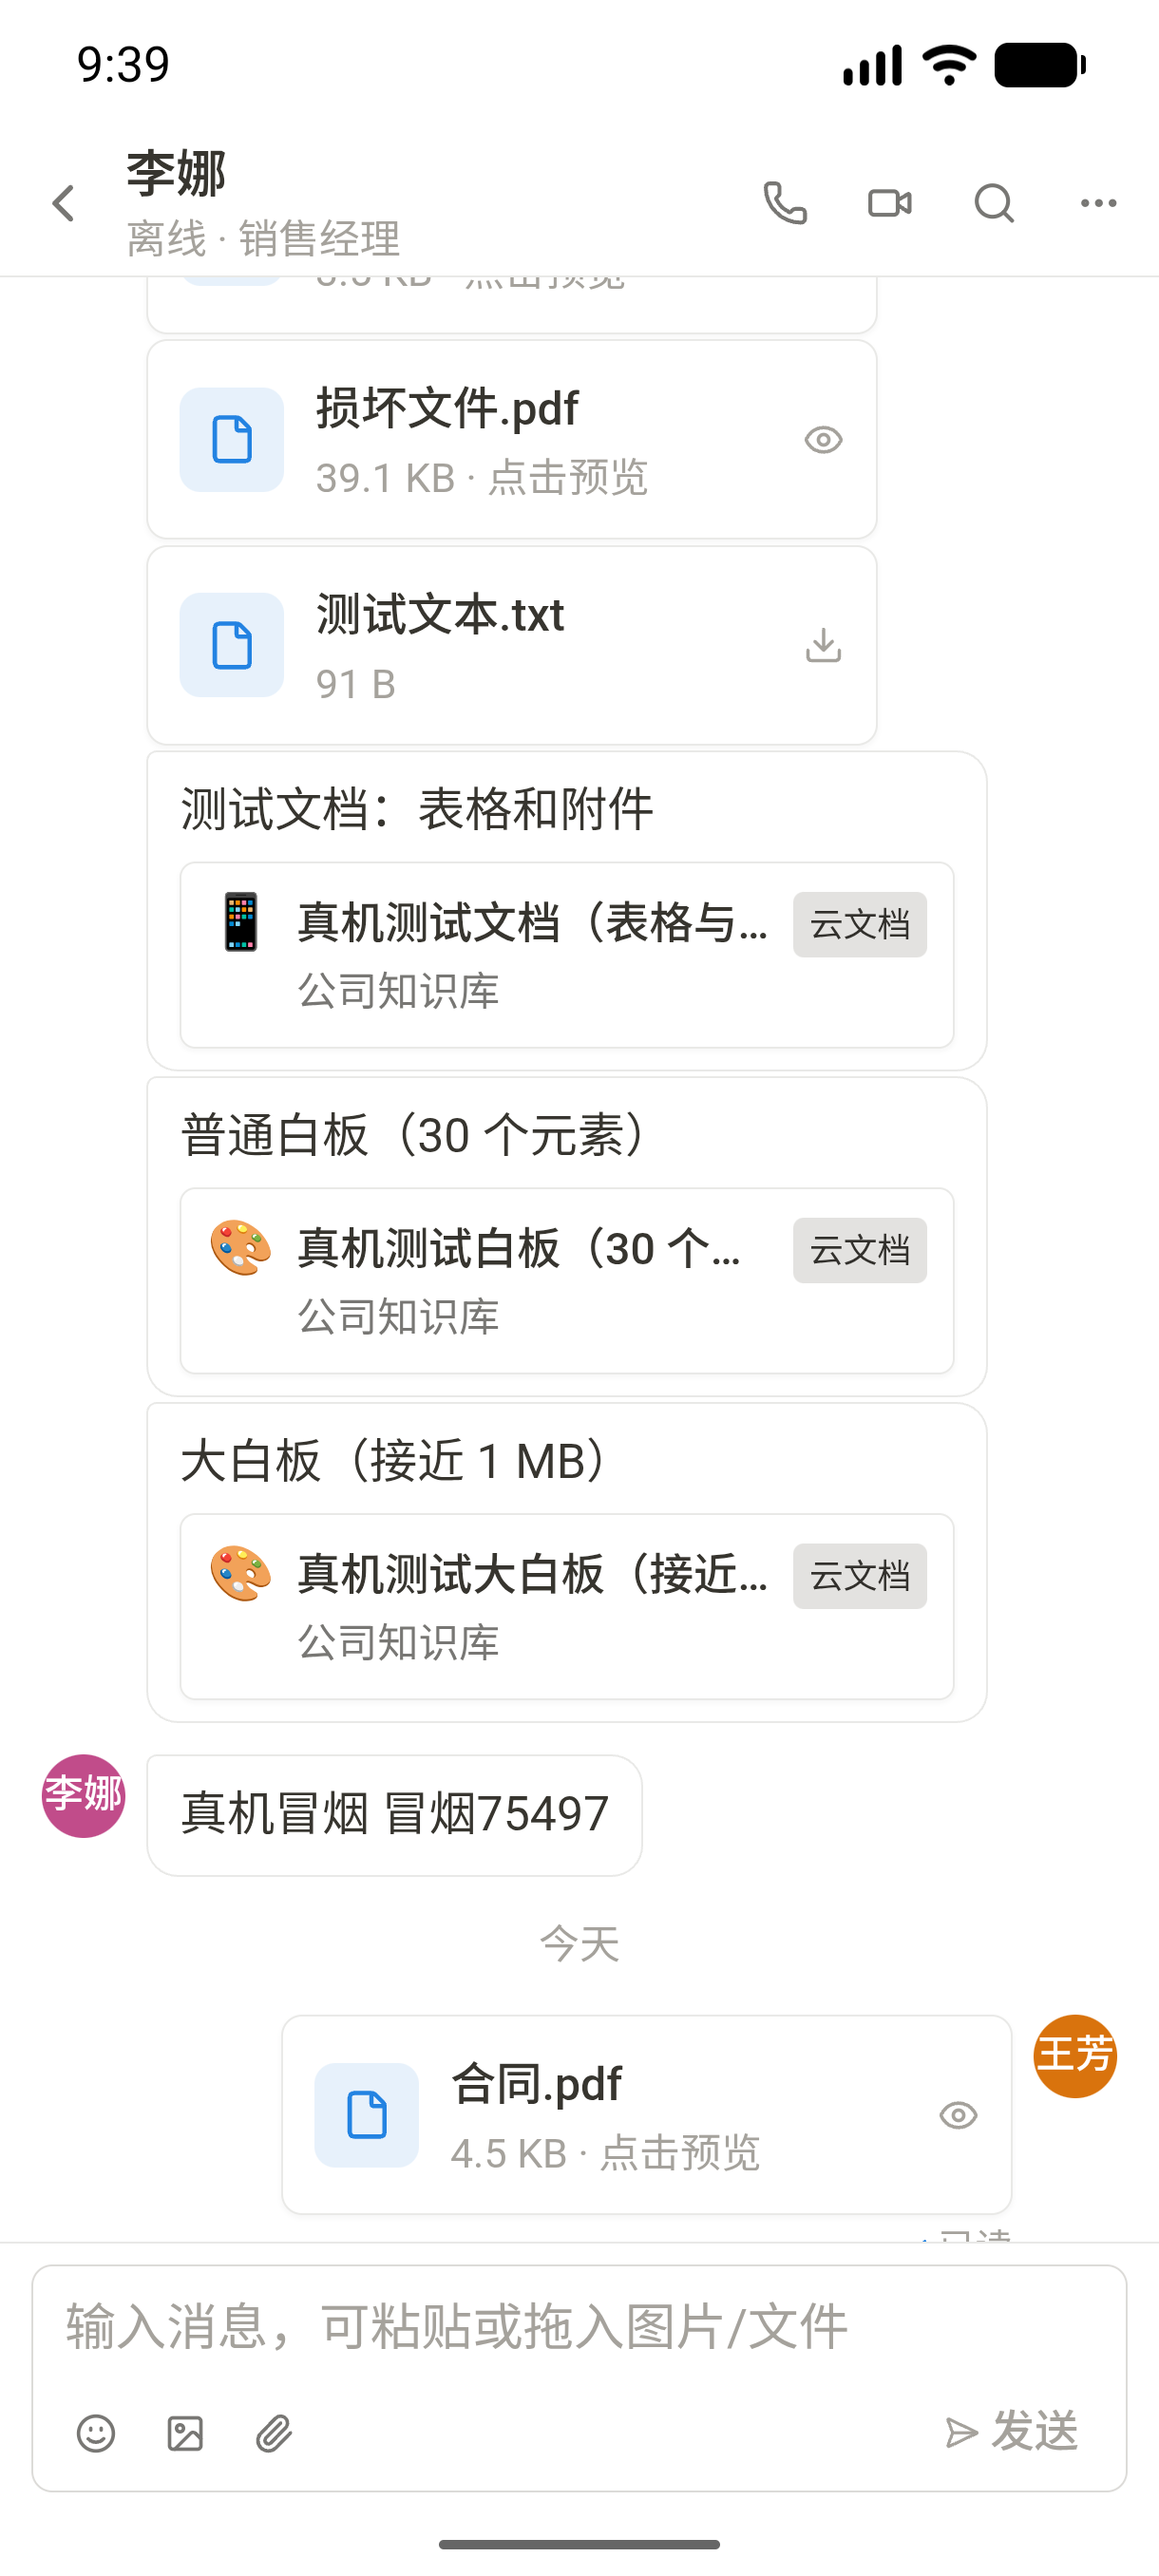 9:39
李娜
离线 · 销售经理
损坏文件.pdf
39.1 KB · 点击预览
测试文本.txt
91 B
测试文档：表格和附件
真机测试文档（表格与...
云文档
公司知识库
普通白板（30 个元素）
真机测试白板（30 个...
云文档
公司知识库
大白板（接近 1 MB）
真机测试大白板（接近...
云文档
公司知识库
李娜
真机冒烟 冒烟75497
今天
王芳
合同.pdf
4.5 KB · 点击预览
输入消息，可粘贴或拖入图片/文件
发送